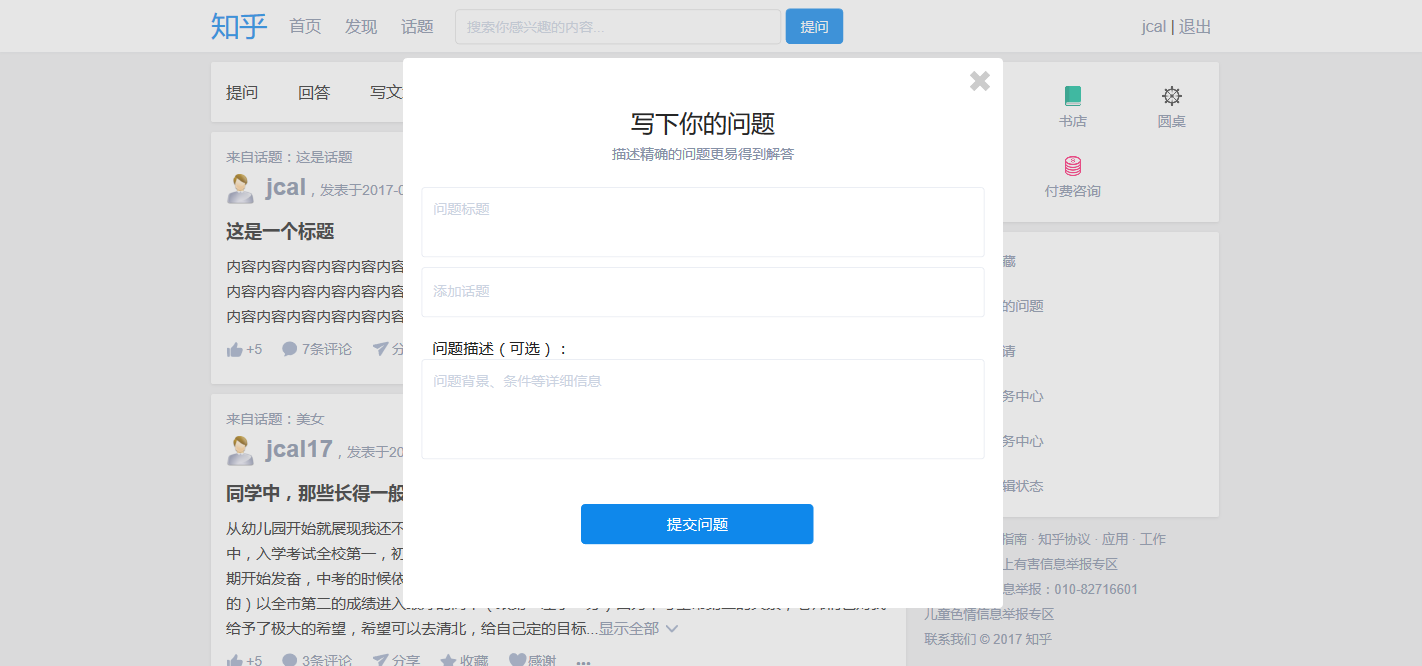 知乎 首页 发现 话题 搜索你感兴趣的内容... 提问 jcal | 退出
提问 回答 写文
来自话题：这是话题
jcal，发表于2017-0
这是一个标题
内容内容内容内容内容内容
内容内容内容内容内容内容
内容内容内容内容内容内容
+5 7条评论 分
来自话题：美女
jcal17，发表于20
同学中，那些长得一般
从幼儿园开始就展现我还不
中，入学考试全校第一，初
期开始发奋，中考的时候依
的）以全市第二的成绩进入
给予了极大的希望，希望可以去清北，给自己定的目标...显示全部
+5 3条评论 分享 收藏 感谢 ...
写下你的问题
描述精确的问题更易得到解答
问题标题
添加话题
问题描述（可选）：
问题背景、条件等详细信息
提交问题
书店 圆桌
付费咨询
藏
的问题
请
务中心
务中心
辑状态
指南 · 知乎协议 · 应用 · 工作
上有害信息举报专区
息举报：010-82716601
儿童色情信息举报专区
联系我们 © 2017 知乎